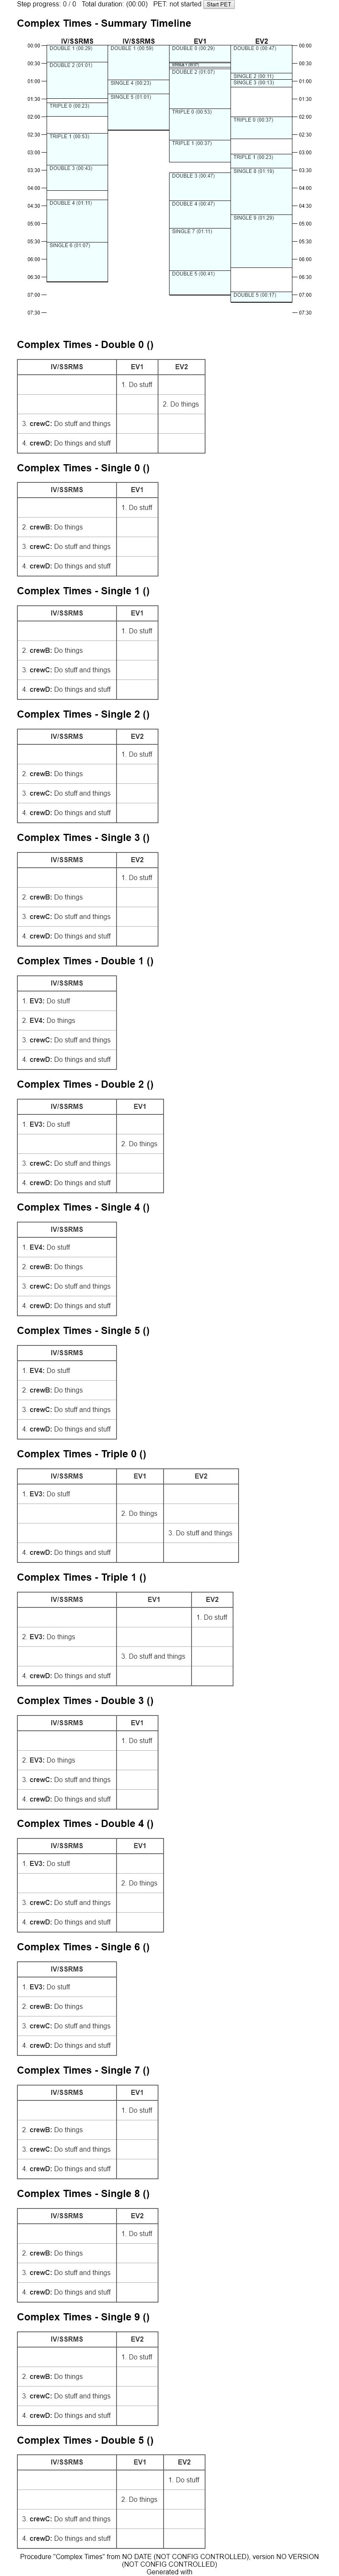 Step progress: 0 / 0 Total duration: (00:00) PET: not started Start PET
Complex Times - Summary Timeline
IV/SSRMS IV/SSRMS EV1 EV2
00:00 DOUBLE 1 (00:29) DOUBLE 1 (00:59) DOUBLE 0 (00:29) DOUBLE 0 (00:47) 00:00
00:30 00:30
DOUBLE 2 (01:01)
DOUBLE 2 (01:07)
SINGLE 2 (00:11)
01:00 SINGLE 4 (00:23) SINGLE 3 (00:13) 01:00
01:30 SINGLE 5 (01:01) 01:30
TRIPLE 0 (00:23)
TRIPLE 0 (00:53)
02:00 TRIPLE 0 (00:37) 02:00
02:30 TRIPLE 1 (00:53) 02:30
TRIPLE 1 (00:37)
03:00 TRIPLE 1 (00:23) 03:00
03:30 DOUBLE 3 (00:43) SINGLE 8 (01:19) 03:30
DOUBLE 3 (00:47)
04:00 04:00
04:30 DOUBLE 4 (01:11) DOUBLE 4 (00:47) 04:30
SINGLE 9 (01:29)
05:00 05:00
SINGLE 7 (01:11)
05:30 SINGLE 6 (01:07) 05:30
06:00 06:00
DOUBLE 5 (00:41)
06:30 06:30
07:00 DOUBLE 5 (00:17) 07:00
07:30 07:30
Complex Times - Double 0 ()
IV/SSRMS EV1 EV2
1. Do stuff
2. Do things
3. crewC: Do stuff and things
4. crewD: Do things and stuff
Complex Times - Single 0 ()
IV/SSRMS EV1
1. Do stuff
2. crewB: Do things
3. crewC: Do stuff and things
4. crewD: Do things and stuff
Complex Times - Single 1 ()
IV/SSRMS EV1
1. Do stuff
2. crewB: Do things
3. crewC: Do stuff and things
4. crewD: Do things and stuff
Complex Times - Single 2 ()
IV/SSRMS EV2
1. Do stuff
2. crewB: Do things
3. crewC: Do stuff and things
4. crewD: Do things and stuff
Complex Times - Single 3 ()
IV/SSRMS EV2
1. Do stuff
2. crewB: Do things
3. crewC: Do stuff and things
4. crewD: Do things and stuff
Complex Times - Double 1 ()
IV/SSRMS
1. EV3: Do stuff
2. EV4: Do things
3. crewC: Do stuff and things
4. crewD: Do things and stuff
Complex Times - Double 2 ()
IV/SSRMS EV1
1. EV3: Do stuff
2. Do things
3. crewC: Do stuff and things
4. crewD: Do things and stuff
Complex Times - Single 4 ()
IV/SSRMS
1. EV4: Do stuff
2. crewB: Do things
3. crewC: Do stuff and things
4. crewD: Do things and stuff
Complex Times - Single 5 ()
IV/SSRMS
1. EV4: Do stuff
2. crewB: Do things
3. crewC: Do stuff and things
4. crewD: Do things and stuff
Complex Times - Triple 0 ()
IV/SSRMS EV1 EV2
1. EV3: Do stuff
2. Do things
3. Do stuff and things
4. crewD: Do things and stuff
Complex Times - Triple 1 ()
IV/SSRMS EV1 EV2
1. Do stuff
2. EV3: Do things
3. Do stuff and things
4. crewD: Do things and stuff
Complex Times - Double 3 ()
IV/SSRMS EV1
1. Do stuff
2. EV3: Do things
3. crewC: Do stuff and things
4. crewD: Do things and stuff
Complex Times - Double 4 ()
IV/SSRMS EV1
1. EV3: Do stuff
2. Do things
3. crewC: Do stuff and things
4. crewD: Do things and stuff
Complex Times - Single 6 ()
IV/SSRMS
1. EV3: Do stuff
2. crewB: Do things
3. crewC: Do stuff and things
4. crewD: Do things and stuff
Complex Times - Single 7 ()
IV/SSRMS EV1
1. Do stuff
2. crewB: Do things
3. crewC: Do stuff and things
4. crewD: Do things and stuff
Complex Times - Single 8 ()
IV/SSRMS EV2
1. Do stuff
2. crewB: Do things
3. crewC: Do stuff and things
4. crewD: Do things and stuff
Complex Times - Single 9 ()
IV/SSRMS EV2
1. Do stuff
2. crewB: Do things
3. crewC: Do stuff and things
4. crewD: Do things and stuff
Complex Times - Double 5 ()
IV/SSRMS EV1 EV2
1. Do stuff
2. Do things
3. crewC: Do stuff and things
4. crewD: Do things and stuff
Procedure "Complex Times" from NO DATE (NOT CONFIG CONTROLLED), version NO VERSION
(NOT CONFIG CONTROLLED)
Generated with